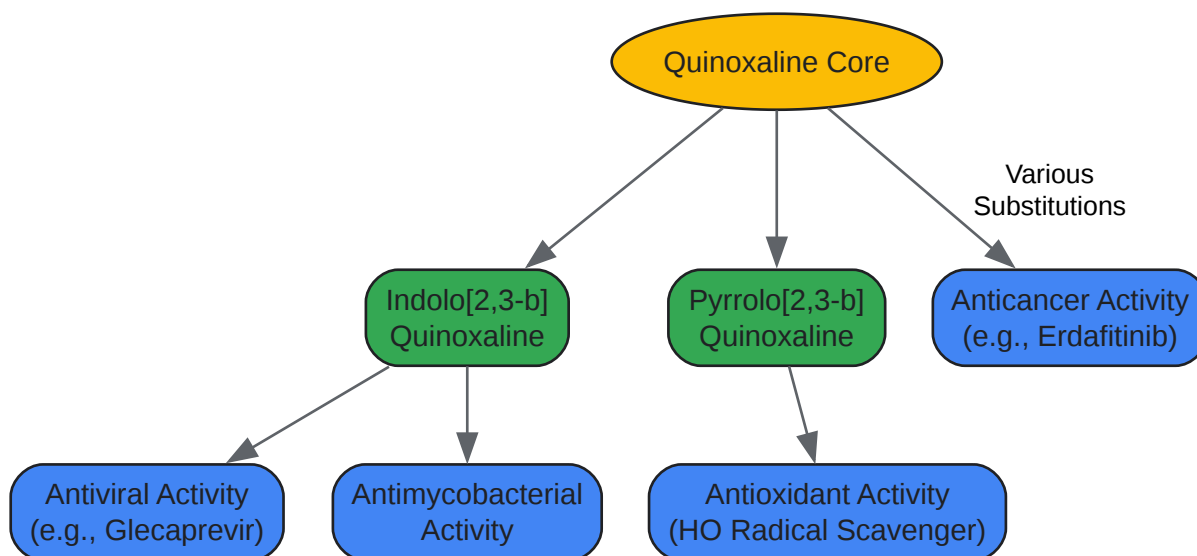 Quinoxaline Core
Various
Substitutions
Indolo[2,3-b]
Quinoxaline
Pyrrolo[2,3-b]
Quinoxaline
Anticancer Activity
(e.g., Erdafitinib)
Antiviral Activity
(e.g., Glecaprevir)
Antimycobacterial
Activity
Antioxidant Activity
(HO Radical Scavenger)